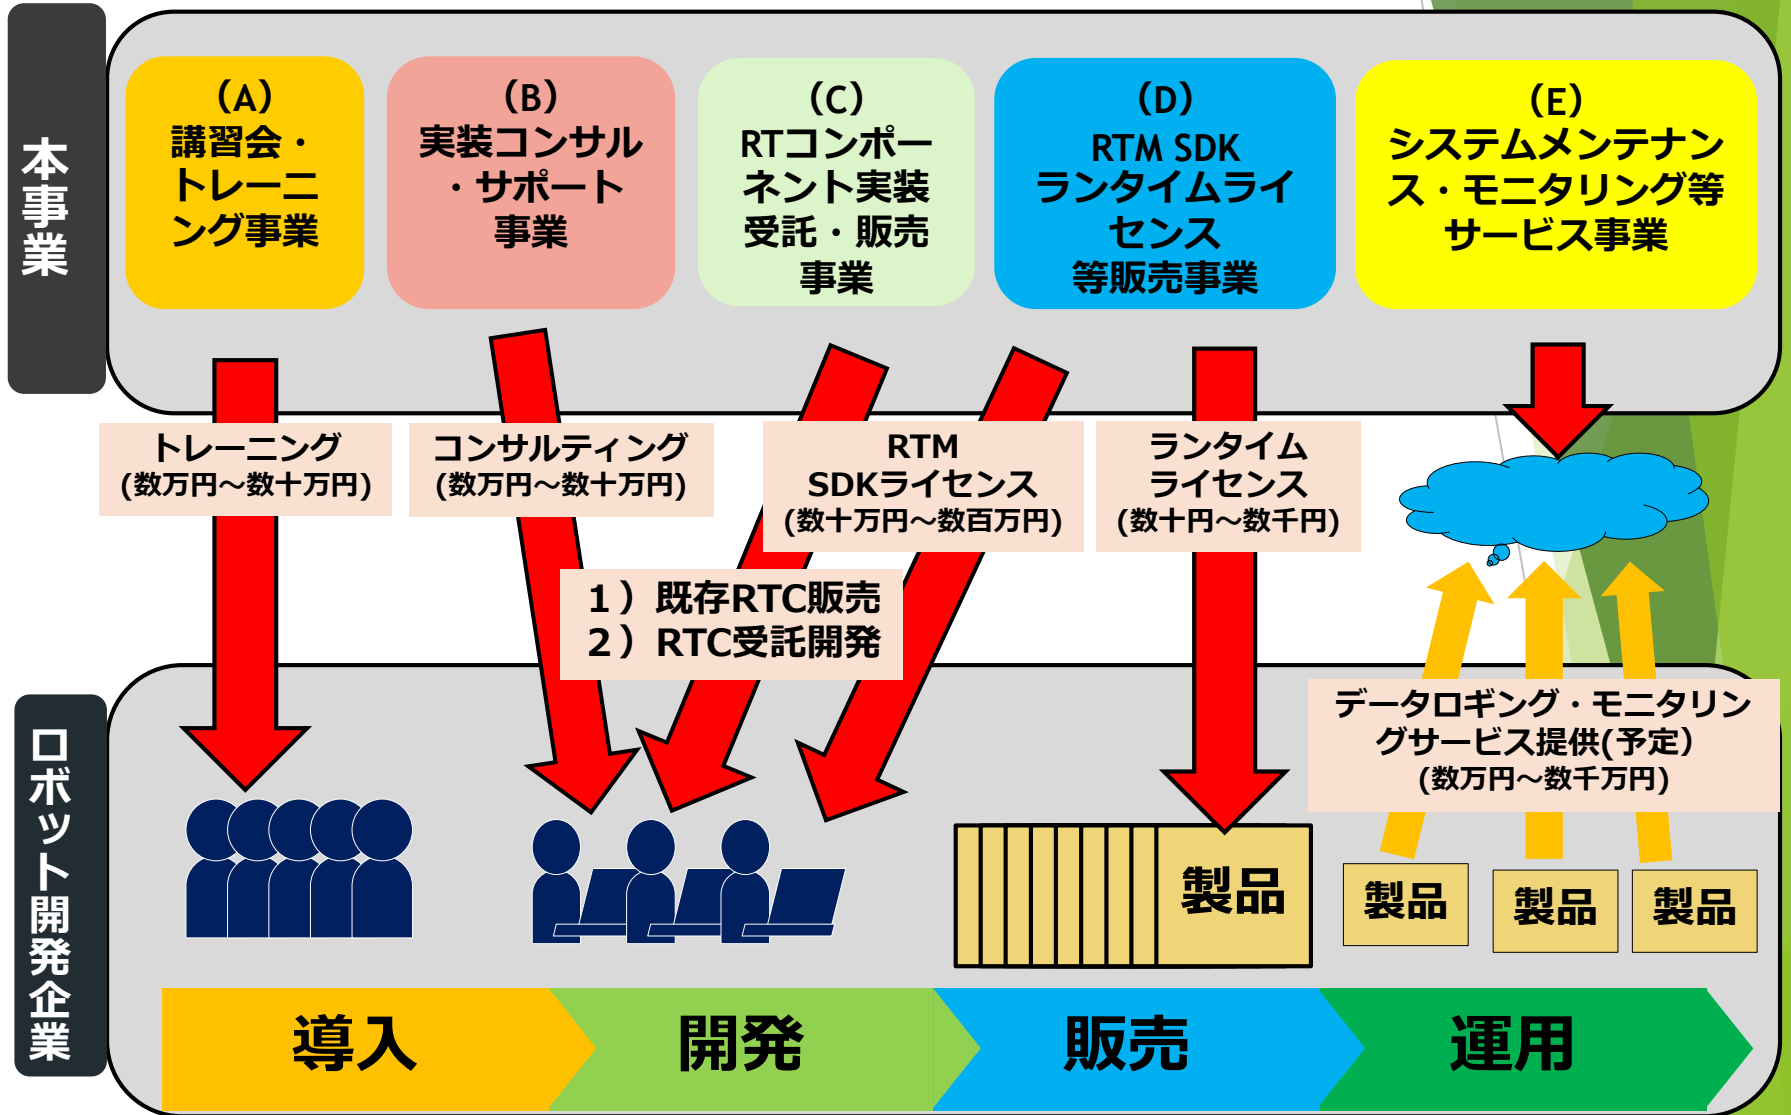 本事業
（A）
講習会・
トレーニ
ング事業
（B）
実装コンサル
・サポート
事業
（C）
RTコンポー
ネント実装
受託・販売
事業
（D）
RTM SDK
ランタイムライ
センス
等販売事業
（E）
システムメンテナン
ス・モニタリング等
サービス事業
トレーニング
(数万円～数十万円)
コンサルティング
(数万円～数十万円)
RTM
SDKライセンス
(数十万円～数百万円)
ランタイム
ライセンス
(数十円～数千円)
１）既存RTC販売
２）RTC受託開発
データロギング・モニタリン
グサービス提供(予定）
(数万円～数千万円)
ロボット開発企業
製品
製品
製品
製品
導入
開発
販売
運用